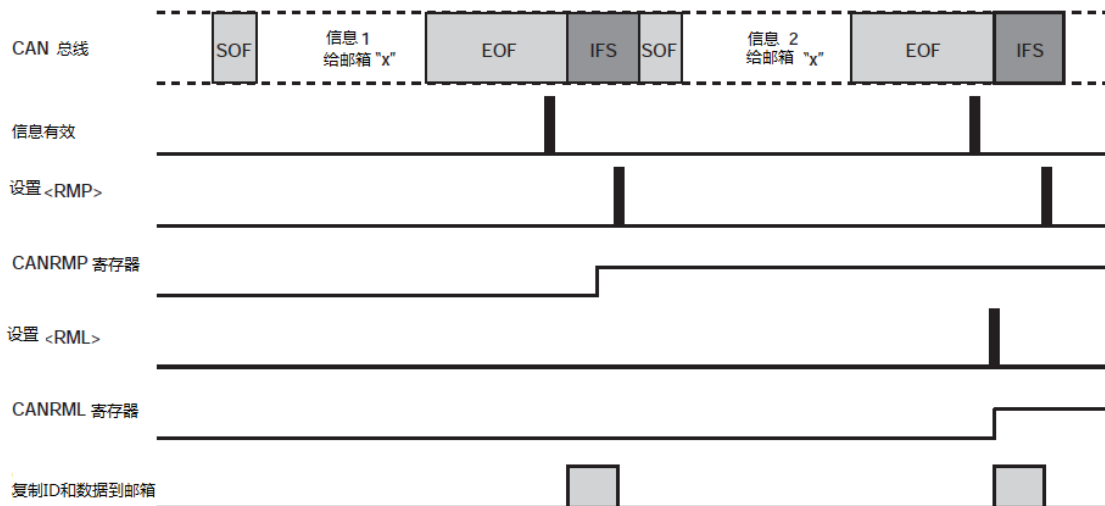 CAN 总线
SOF
信息 1
给邮箱 "x"
EOF
IFS
SOF
信息 2
给邮箱 "x"
EOF
IFS
信息有效
设置 <RMP>
CANRMP 寄存器
设置 <RML>
CANRML 寄存器
复制ID和数据到邮箱